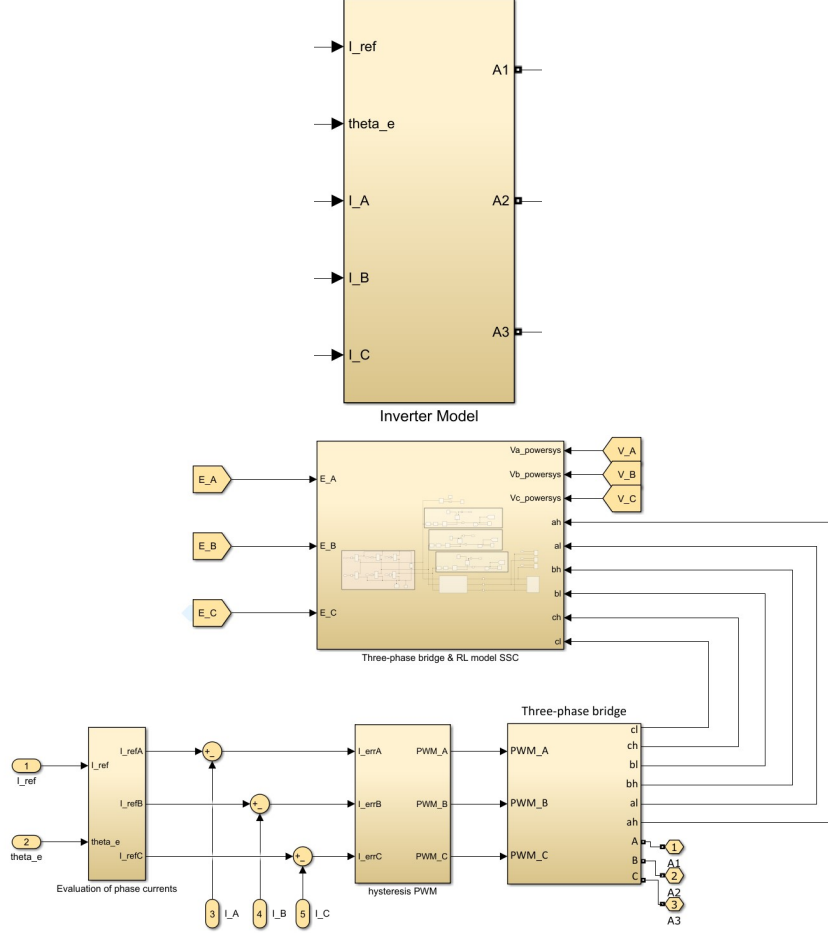 I_ref
A1
theta_e
I_A
A2
I_B
A3
I_C
Inverter Model
Va_powersys
V_A
E_A
E_A
Vb_powersys
V_B
Vc_powersys
V_C
ah
E_B
E_B
al
bh
bl
E_C
E_C
ch
cl
Three-phase bridge & RL model SSC
Three-phase bridge
cl
I_refA
+
-
I_errA
PWM_A
PWM_A
ch
1
I_ref
I_ref
bl
bh
I_refB
+
-
I_errB
PWM_B
PWM_B
al
ah
2
theta_e
theta_e
A
1
A1
I_refC
+
-
I_errC
PWM_C
PWM_C
B
2
A2
C
3
A3
Evaluation of phase currents
hysteresis PWM
3
I_A
4
I_B
5
I_C